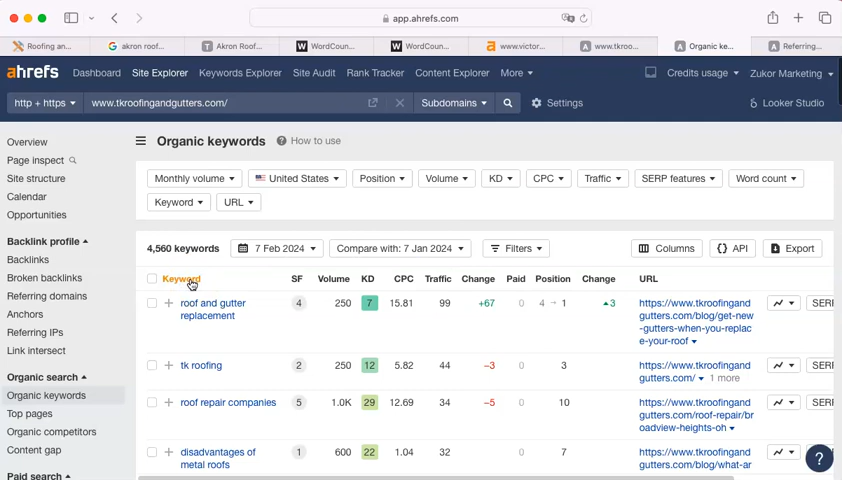 app.ahrefs.com
Roofing an...
akron roof...
Akron Roof...
WordCoun...
WordCoun...
www.victor...
www.tkroo...
Organic ke...
Referring...
ahrefs Dashboard Site Explorer Keywords Explorer Site Audit Rank Tracker Content Explorer More Credits usage Zukor Marketing
http + https www.tkroofingandgutters.com/ Subdomains Settings Looker Studio
Overview
Page inspect
Site structure
Calendar
Opportunities
Backlink profile
Backlinks
Broken backlinks
Referring domains
Anchors
Referring IPs
Link intersect
Organic search
Organic keywords
Top pages
Organic competitors
Content gap
Paid search
Organic keywords ? How to use
Monthly volume United States Position Volume KD CPC Traffic SERP features Word count
Keyword URL
4,560 keywords 7 Feb 2024 Compare with: 7 Jan 2024 Filters Columns {} API Export
Keyword SF Volume KD CPC Traffic Change Paid Position Change URL
roof and gutter 4 250 7 15.81 99 +67 0 4 → 1 ▲3 https://www.tkroofingand
replacement gutters.com/blog/get-new
-gutters-when-you-replac
e-your-roof
SERP
tk roofing 2 250 12 5.82 44 −3 0 3 https://www.tkroofingand
gutters.com/ 1 more
SERP
roof repair companies 5 1.0K 29 12.69 34 −5 0 10 https://www.tkroofingand
gutters.com/roof-repair/br
oadview-heights-oh
SERP
disadvantages of 1 600 22 1.04 32 0 7 https://www.tkroofingand
metal roofs gutters.com/blog/what-ar
SERP
?